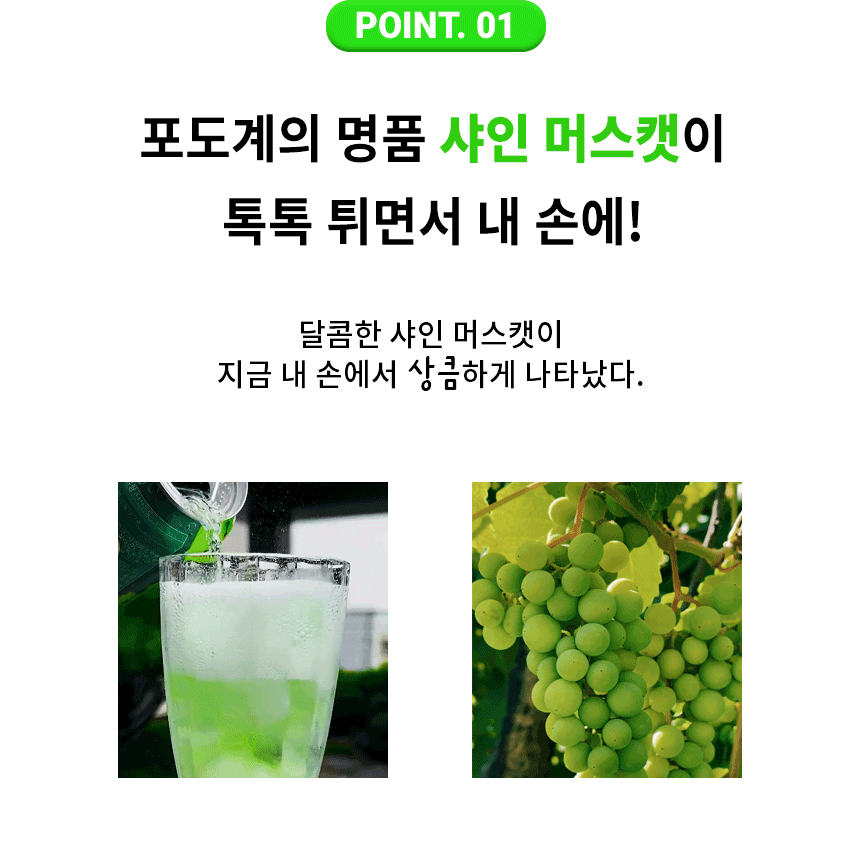 POINT. 01
포도계의 명품 샤인 머스캣이
톡톡 튀면서 내 손에!
달콤한 샤인 머스캣이
지금 내 손에서 상큼하게 나타났다.